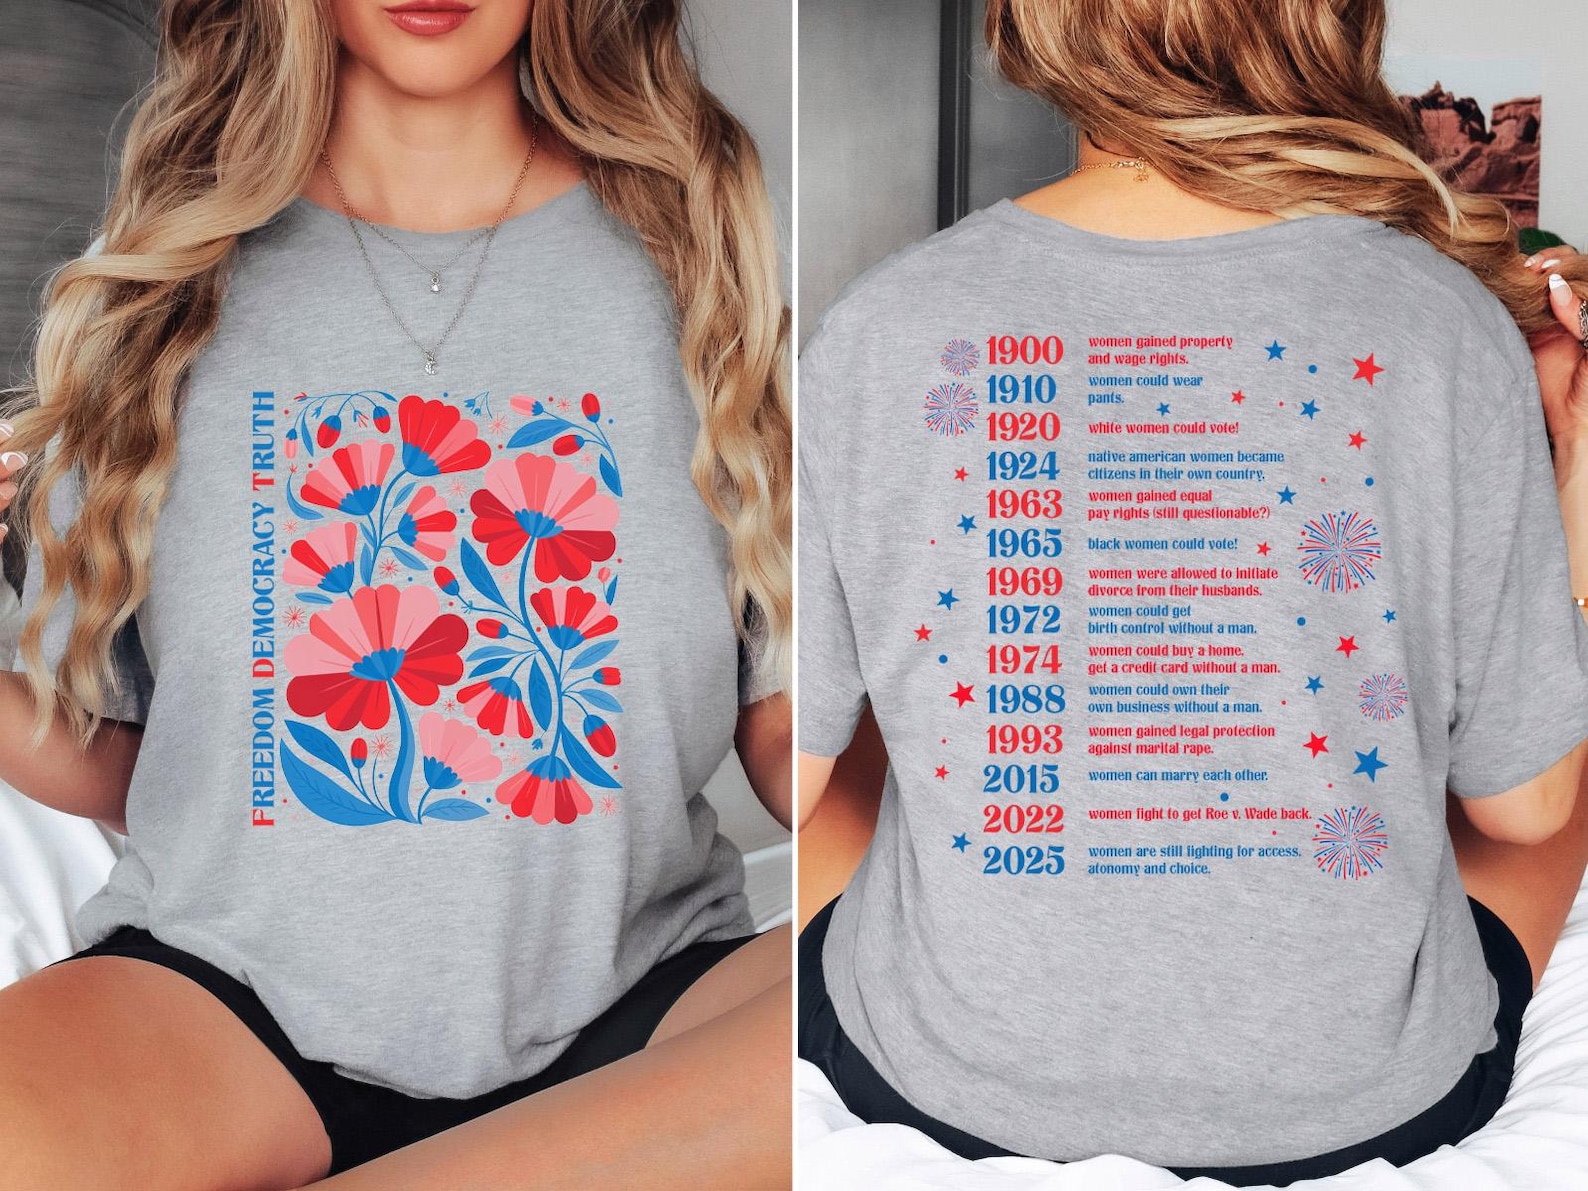 FREEDOM DEMOCRACY TRUTH
1900 women gained property
and wage rights.
1910 women could wear
pants.
1920 white women could vote!
1924 native american women became
citizens in their own country.
1963 women gained equal
pay rights (still questionable?)
1965 black women could vote!
1969 women were allowed to initiate
divorce from their husbands.
1972 women could get
birth control without a man.
1974 women could buy a home.
get a credit card without a man.
1988 women could own their
own business without a man.
1993 women gained legal protection
against marital rape.
2015 women can marry each other.
2022 women fight to get Roe v. Wade back.
2025 women are still fighting for access.
atonomy and choice.